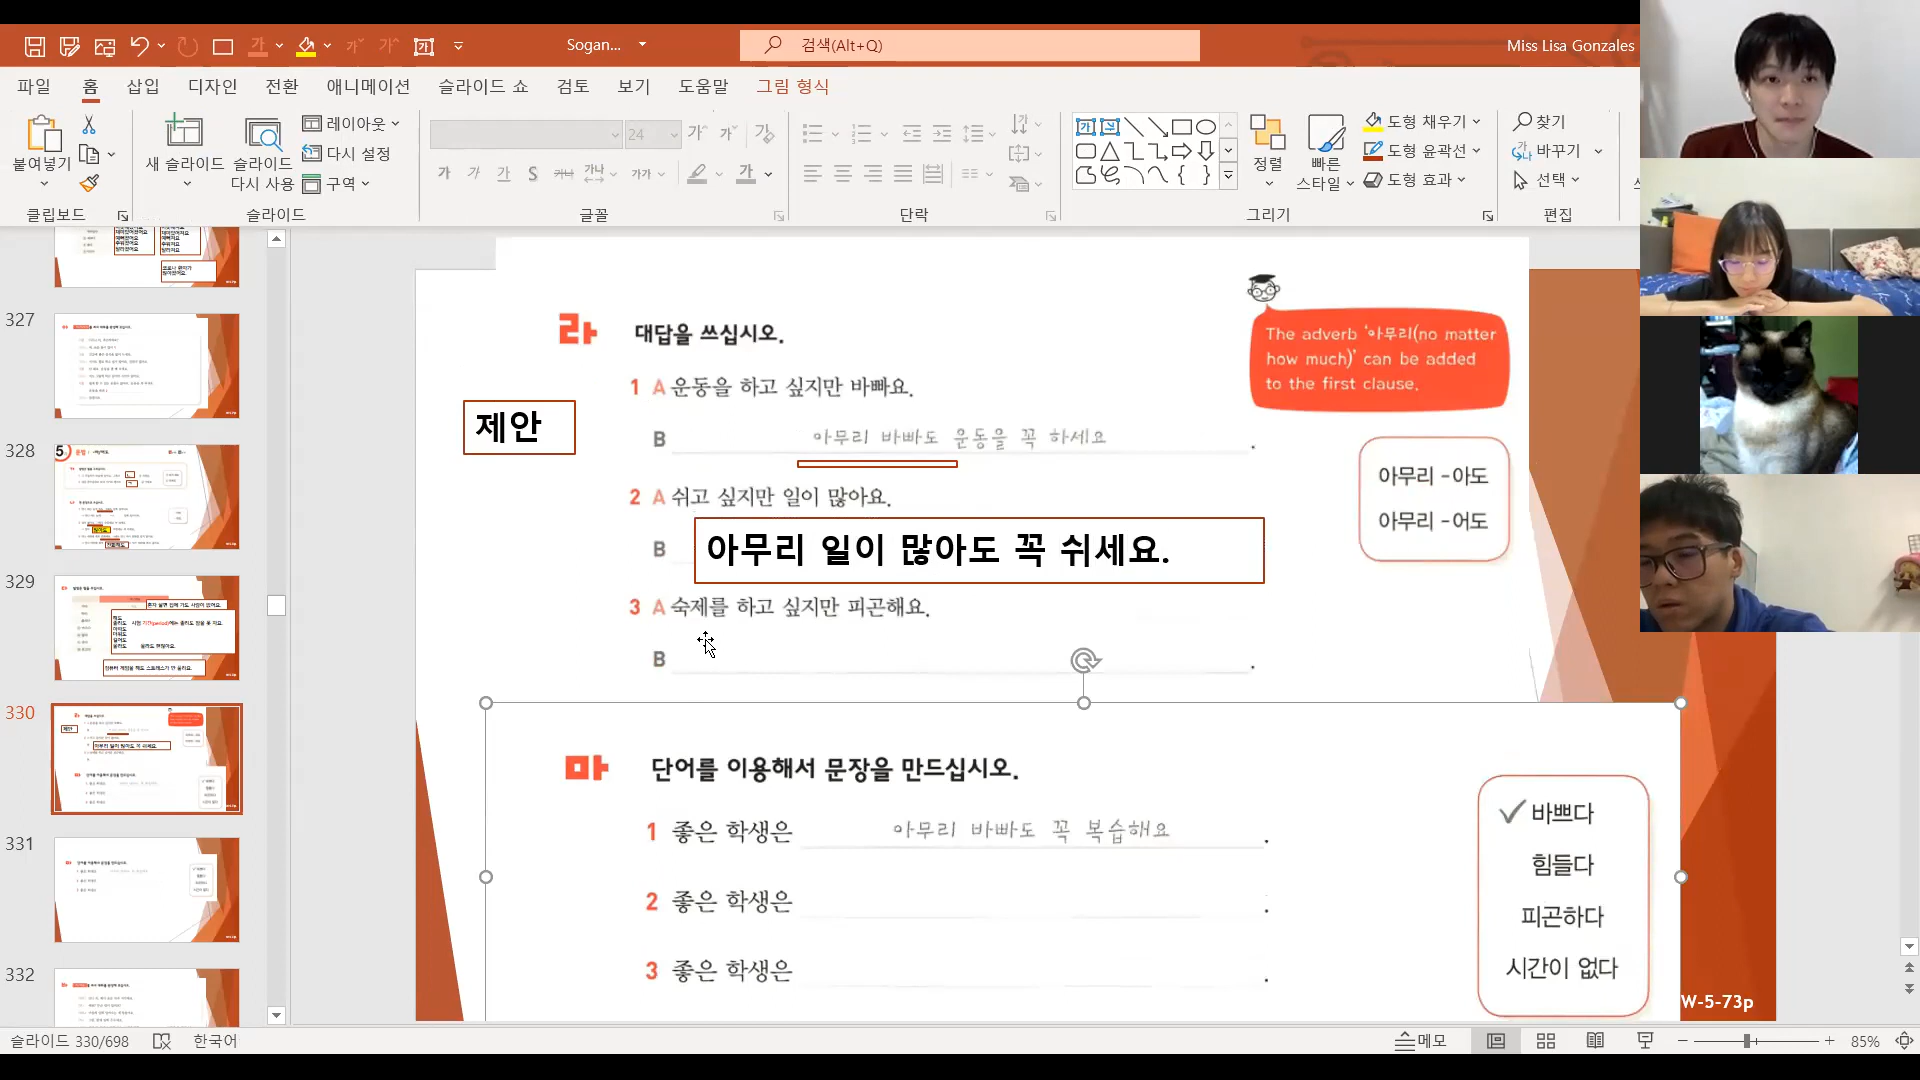 Sogan...
검색(Alt+Q)
Miss Lisa Gonzales
파일 홈 삽입 디자인 전환 애니메이션 슬라이드 쇼 검토 보기 도움말 그림 형식
붙여넣기
새 슬라이드
슬라이드 다시 사용
레이아웃
다시 설정
구역
24
정렬
빠른 스타일
도형 채우기
도형 윤곽선
도형 효과
찾기
바꾸기
선택
클립보드 슬라이드 글꼴 단락 그리기 편집
327
328
329
330
331
332
라 대답을 쓰십시오.
The adverb '아무리(no matter
how much)' can be added
to the first clause.
1 A 운동을 하고 싶지만 바빠요.
제안
B 아무리 바빠도 운동을 꼭 하세요.
2 A 쉬고 싶지만 일이 많아요.
B 아무리 일이 많아도 꼭 쉬세요.
아무리 -아도
아무리 -어도
3 A 숙제를 하고 싶지만 피곤해요.
B .
마 단어를 이용해서 문장을 만드십시오.
1 좋은 학생은 아무리 바빠도 꼭 복습해요.
2 좋은 학생은 .
3 좋은 학생은 .
✓ 바쁘다
힘들다
피곤하다
시간이 없다
W-5-73p
슬라이드 330/698 한국어 메모 85%